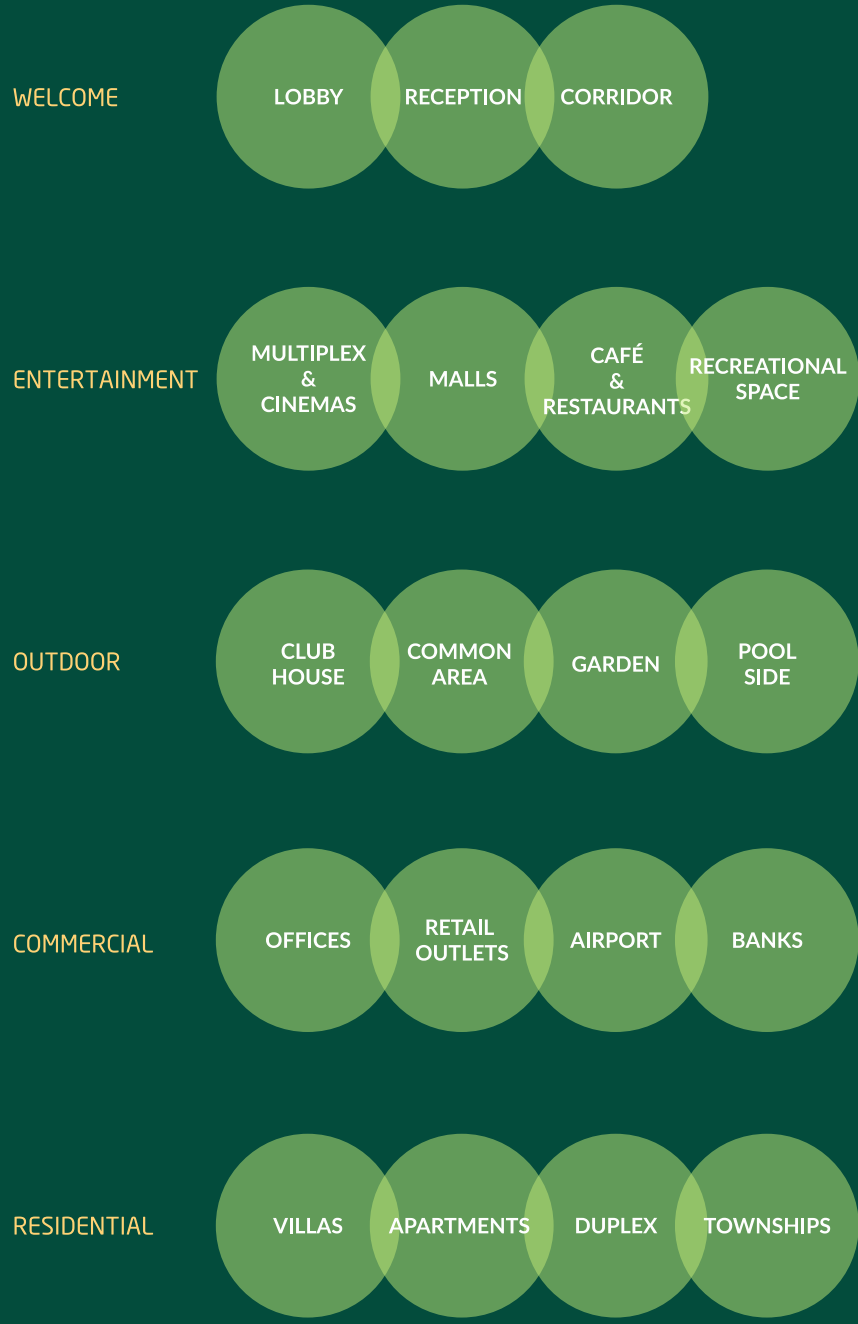 WELCOME
LOBBY
RECEPTION
CORRIDOR
ENTERTAINMENT
MULTIPLEX
&
CINEMAS
MALLS
CAFÉ
&
RESTAURANTS
RECREATIONAL
SPACE
OUTDOOR
CLUB
HOUSE
COMMON
AREA
GARDEN
POOL
SIDE
COMMERCIAL
OFFICES
RETAIL
OUTLETS
AIRPORT
BANKS
RESIDENTIAL
VILLAS
APARTMENTS
DUPLEX
TOWNSHIPS